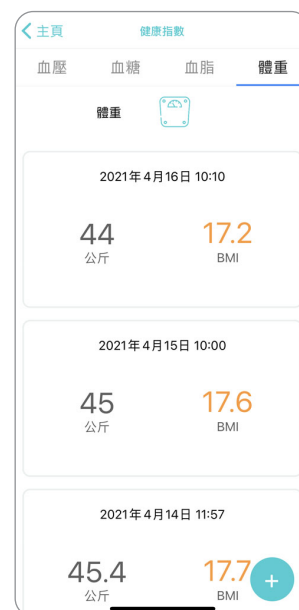 主頁 健康指數
血壓 血糖 血脂 體重
體重
2021年4月16日 10:10
44 17.2
公斤 BMI
2021年4月15日 10:00
45 17.6
公斤 BMI
2021年4月14日 11:57
45.4 17.7
公斤 BMI
+